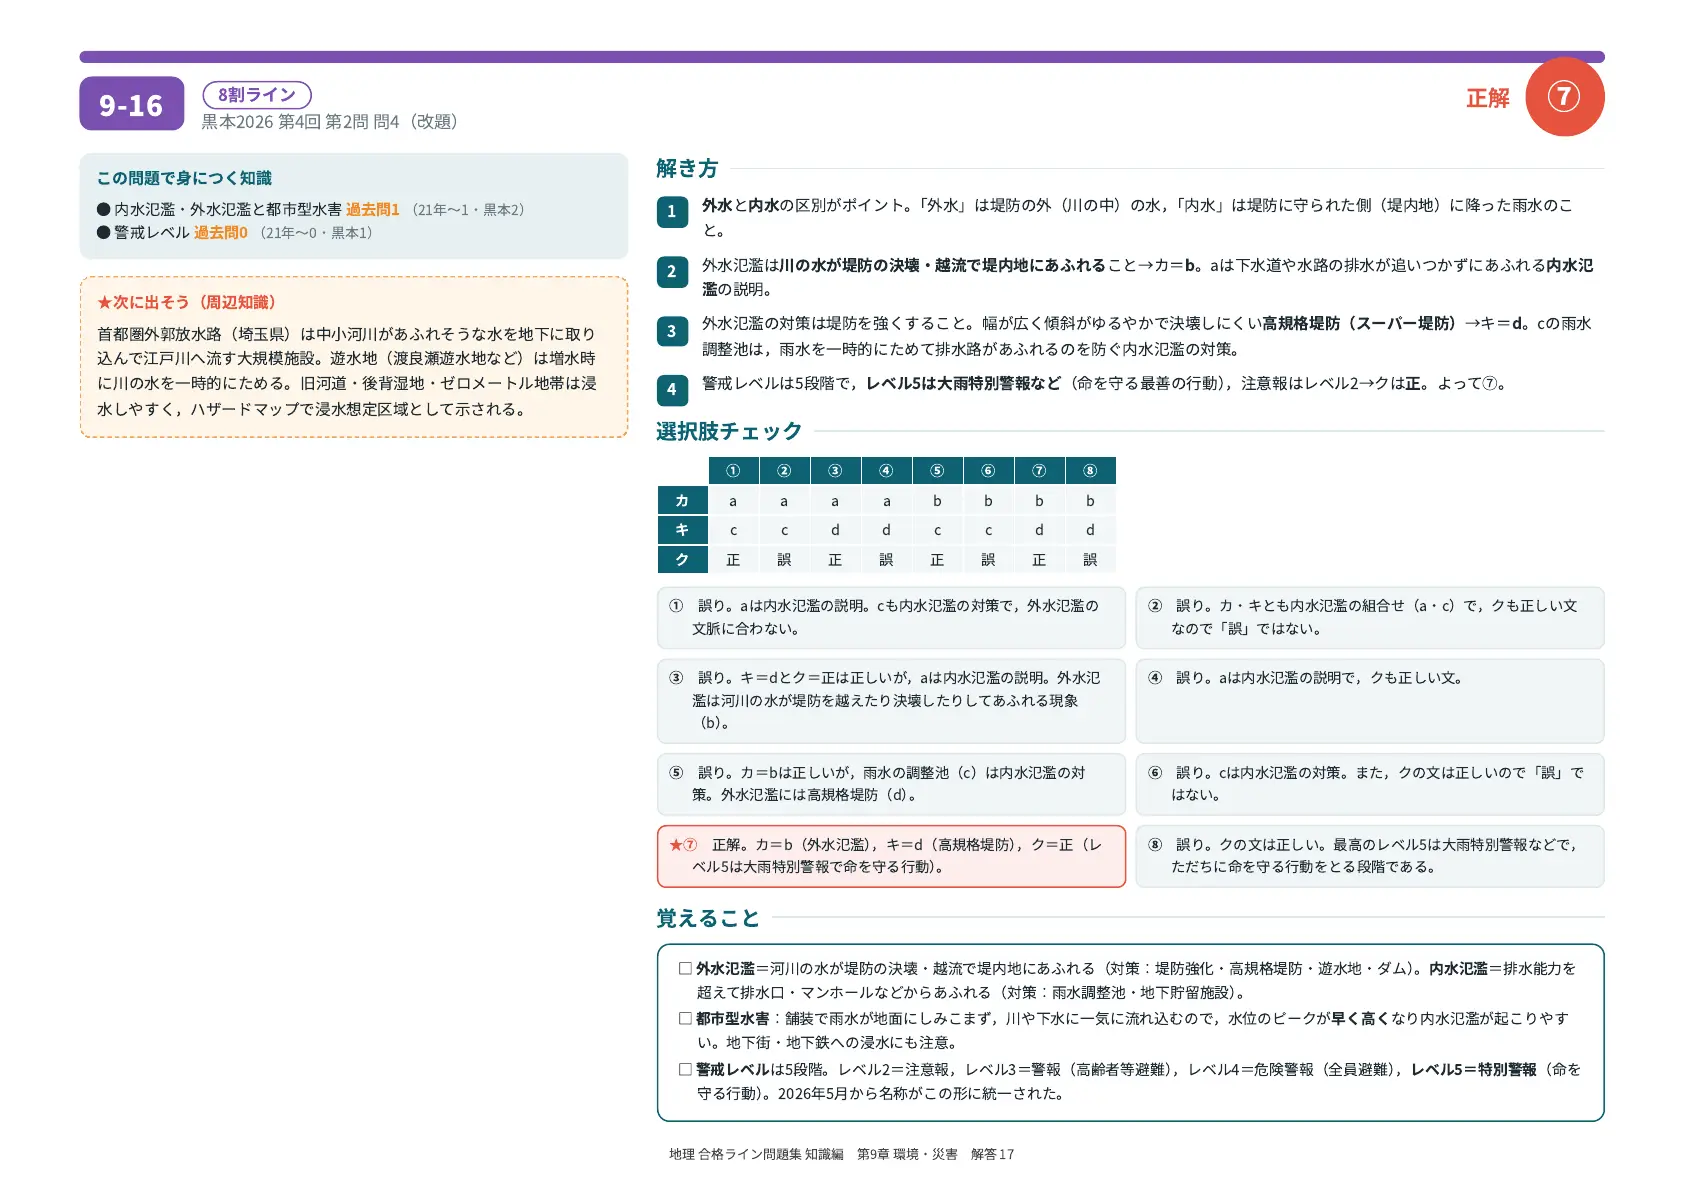 9-16
8割ライン
黒本2026 第4回 第2問 問4（改題）
正解
⑦
この問題で身につく知識
● 内水氾濫・外水氾濫と都市型水害 過去問1 （21年〜1・黒本2）
● 警戒レベル 過去問0 （21年〜0・黒本1）
★次に出そう（周辺知識）
首都圏外郭放水路（埼玉県）は中小河川があふれそうな水を地下に取り
込んで江戸川へ流す大規模施設。遊水地（渡良瀬遊水地など）は増水時
に川の水を一時的にためる。旧河道・後背湿地・ゼロメートル地帯は浸
水しやすく，ハザードマップで浸水想定区域として示される。
解き方
1 外水と内水の区別がポイント。「外水」は堤防の外（川の中）の水，「内水」は堤防に守られた側（堤内地）に降った雨水のこ
と。
2 外水氾濫は川の水が堤防の決壊・越流で堤内地にあふれること→カ＝b。aは下水道や水路の排水が追いつかずにあふれる内水氾
濫の説明。
3 外水氾濫の対策は堤防を強くすること。幅が広く傾斜がゆるやかで決壊しにくい高規格堤防（スーパー堤防）→キ＝d。cの雨水
調整池は，雨水を一時的にためて排水路があふれるのを防ぐ内水氾濫の対策。
4 警戒レベルは5段階で，レベル5は大雨特別警報など（命を守る最善の行動），注意報はレベル2→クは正。よって⑦。
選択肢チェック
① ② ③ ④ ⑤ ⑥ ⑦ ⑧
カ a a a a b b b b
キ c c d d c c d d
ク 正 誤 正 誤 正 誤 正 誤
① 誤り。aは内水氾濫の説明。cも内水氾濫の対策で，外水氾濫の
文脈に合わない。
② 誤り。カ・キとも内水氾濫の組合せ（a・c）で，クも正しい文
なので「誤」ではない。
③ 誤り。キ＝dとク＝正は正しいが，aは内水氾濫の説明。外水氾
濫は河川の水が堤防を越えたり決壊したりしてあふれる現象
（b）。
④ 誤り。aは内水氾濫の説明で，クも正しい文。
⑤ 誤り。カ＝bは正しいが，雨水の調整池（c）は内水氾濫の対
策。外水氾濫には高規格堤防（d）。
⑥ 誤り。cは内水氾濫の対策。また，クの文は正しいので「誤」で
はない。
★⑦ 正解。カ＝b（外水氾濫），キ＝d（高規格堤防），ク＝正（レ
ベル5は大雨特別警報で命を守る行動）。
⑧ 誤り。クの文は正しい。最高のレベル5は大雨特別警報などで，
ただちに命を守る行動をとる段階である。
覚えること
□ 外水氾濫＝河川の水が堤防の決壊・越流で堤内地にあふれる（対策：堤防強化・高規格堤防・遊水地・ダム）。内水氾濫＝排水能力を
超えて排水口・マンホールなどからあふれる（対策：雨水調整池・地下貯留施設）。
□ 都市型水害：舗装で雨水が地面にしみこまず，川や下水に一気に流れ込むので，水位のピークが早く高くなり内水氾濫が起こりやす
い。地下街・地下鉄への浸水にも注意。
□ 警戒レベルは5段階。レベル2＝注意報，レベル3＝警報（高齢者等避難），レベル4＝危険警報（全員避難），レベル5＝特別警報（命を
守る行動）。2026年5月から名称がこの形に統一された。
地理 合格ライン問題集 知識編 第9章 環境・災害 解答17